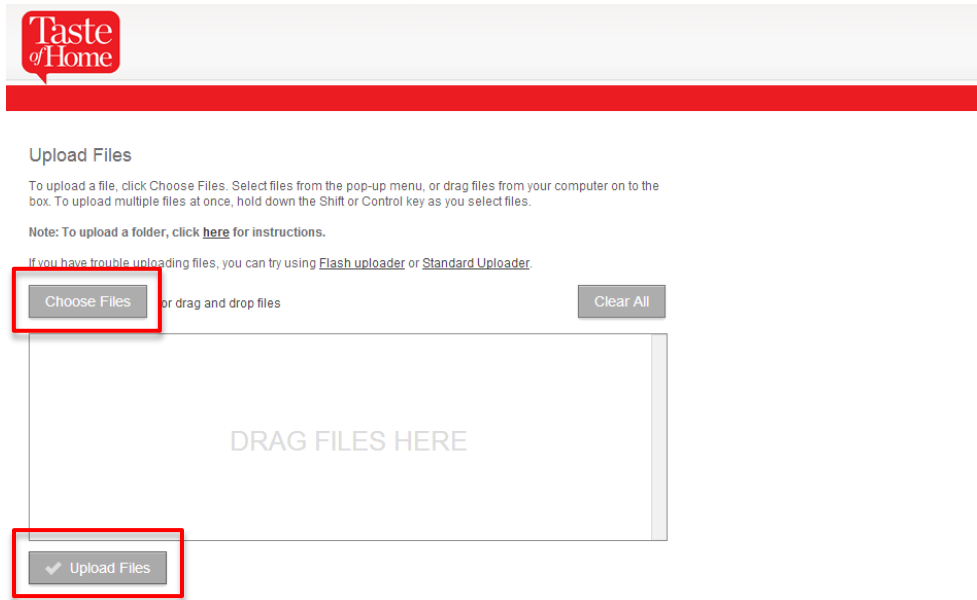 Taste
of Home
Upload Files
To upload a file, click Choose Files. Select files from the pop-up menu, or drag files from your computer on to the
box. To upload multiple files at once, hold down the Shift or Control key as you select files.
Note: To upload a folder, click here for instructions.
If you have trouble uploading files, you can try using Flash uploader or Standard Uploader.
Choose Files or drag and drop files Clear All
DRAG FILES HERE
Upload Files